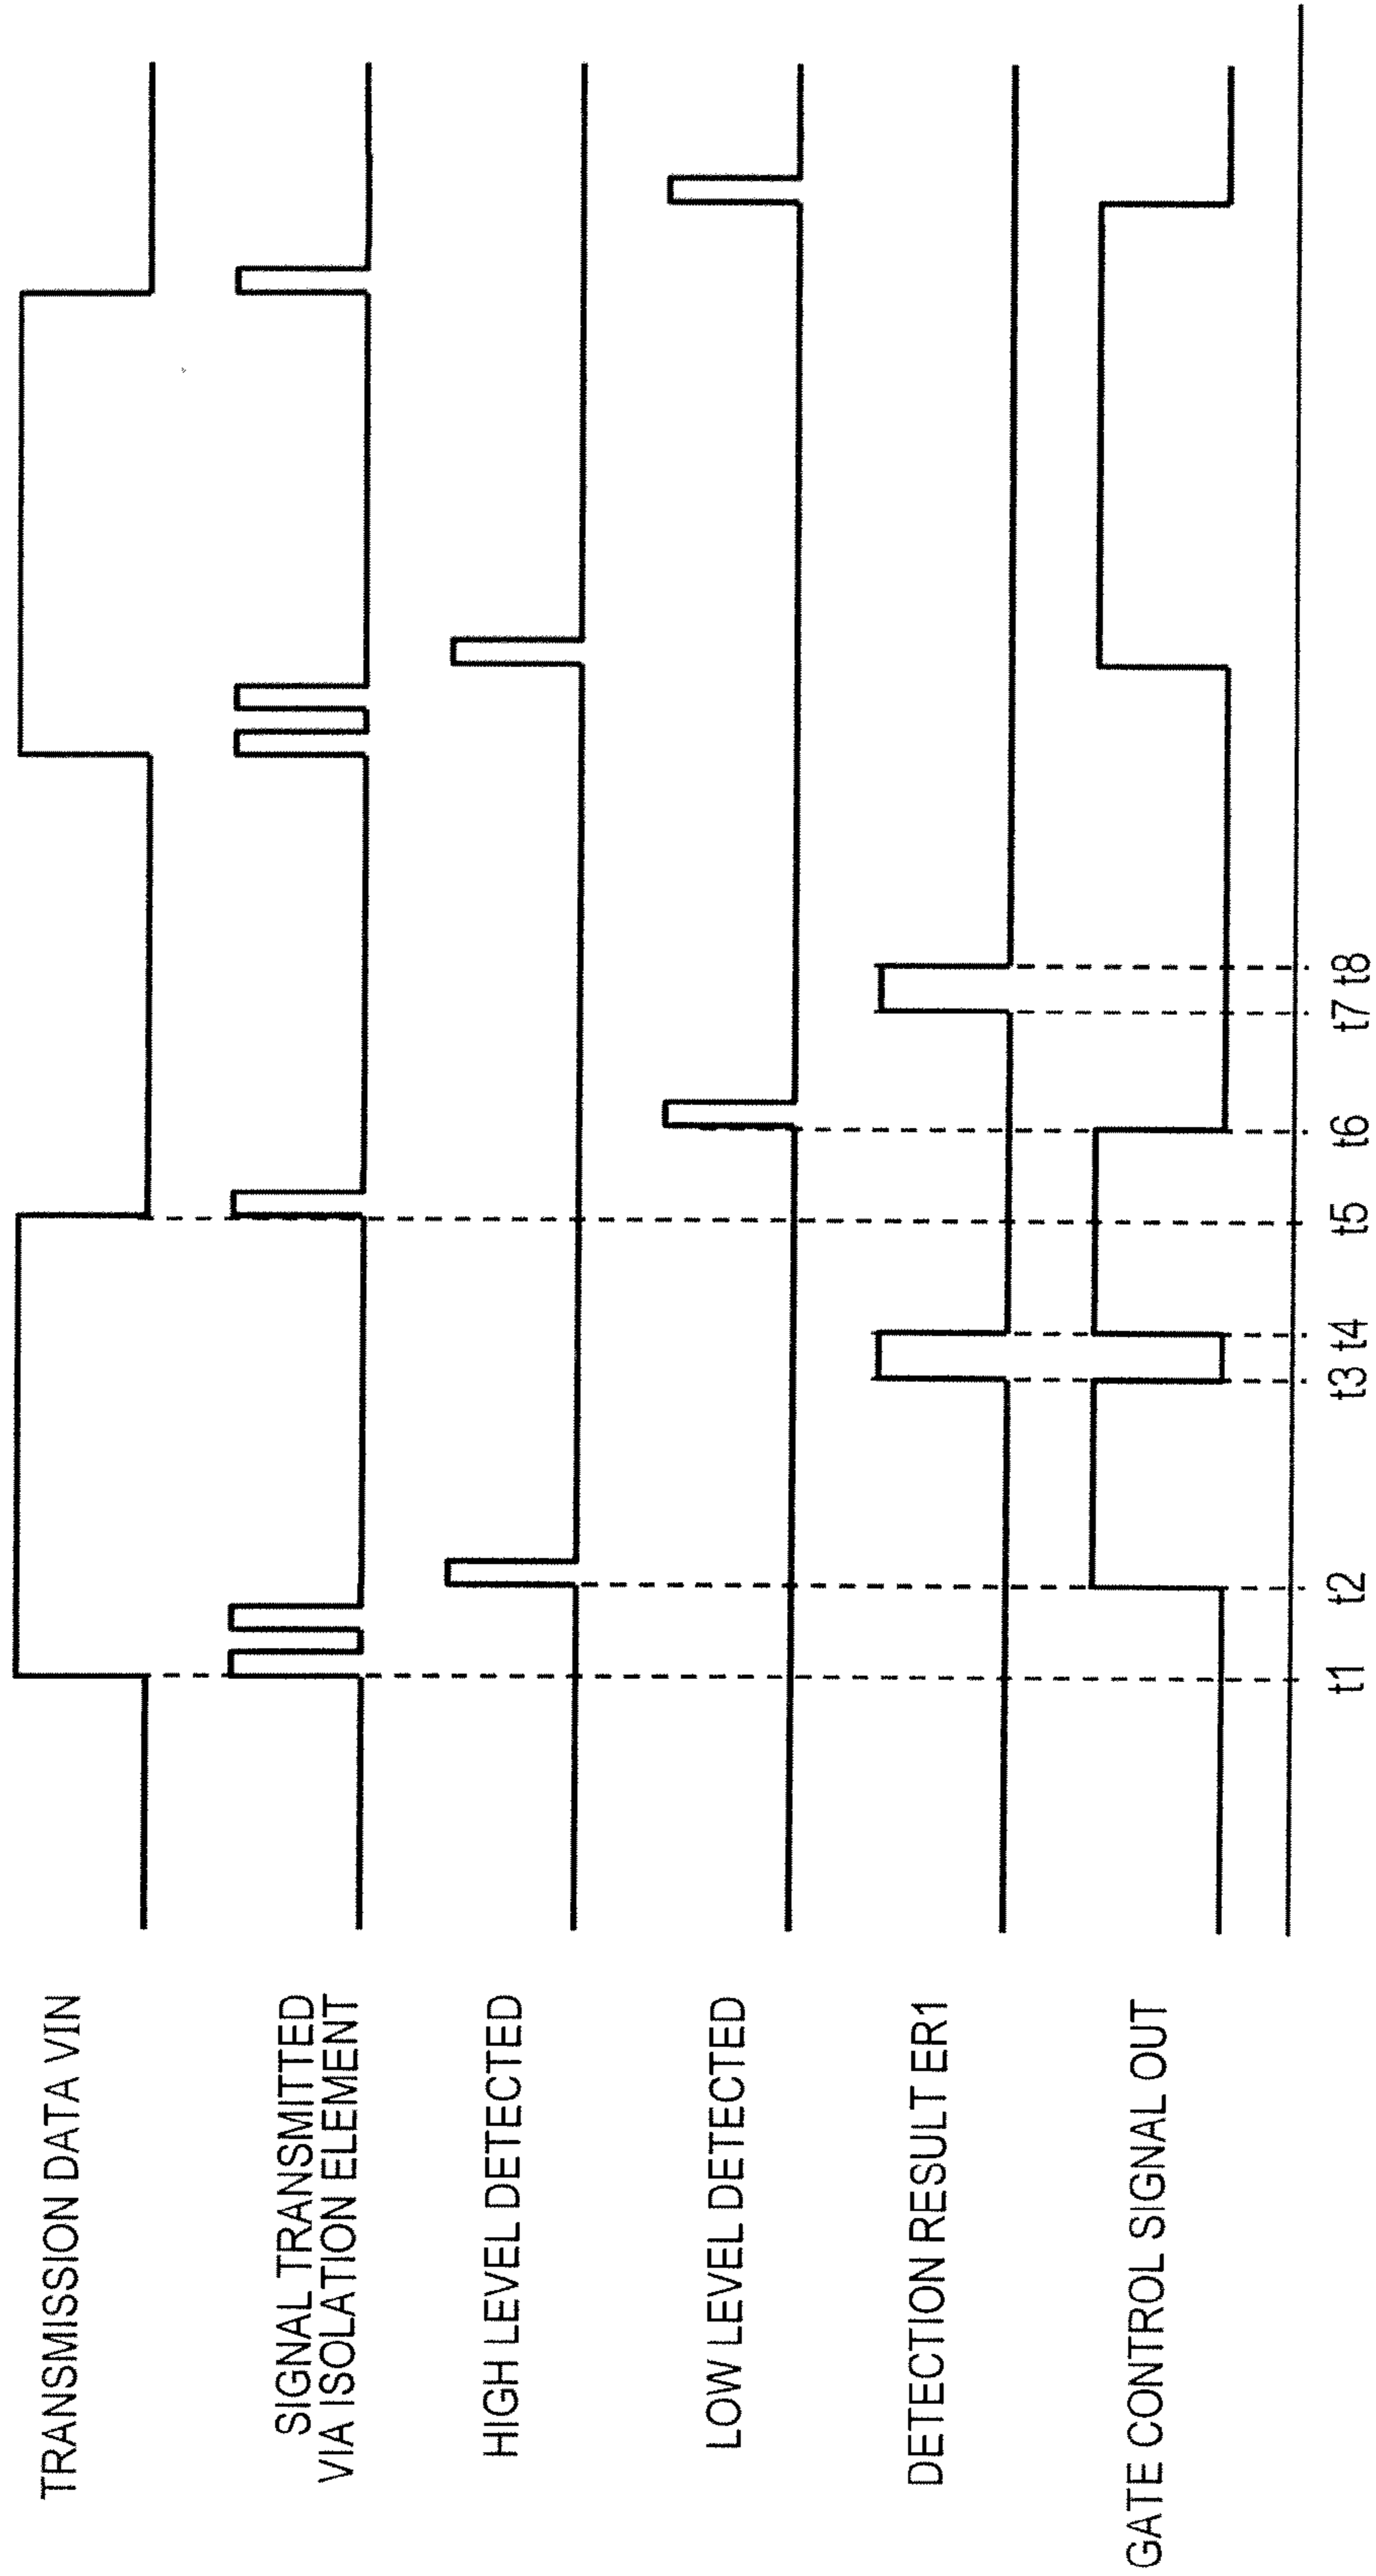 TRANSMISSION DATA VIN
SIGNAL TRANSMITTED
VIA ISOLATION ELEMENT
HIGH LEVEL DETECTED
LOW LEVEL DETECTED
DETECTION RESULT ER1
GATE CONTROL SIGNAL OUT
t1 t2 t3 t4 t5 t6 t7 t8